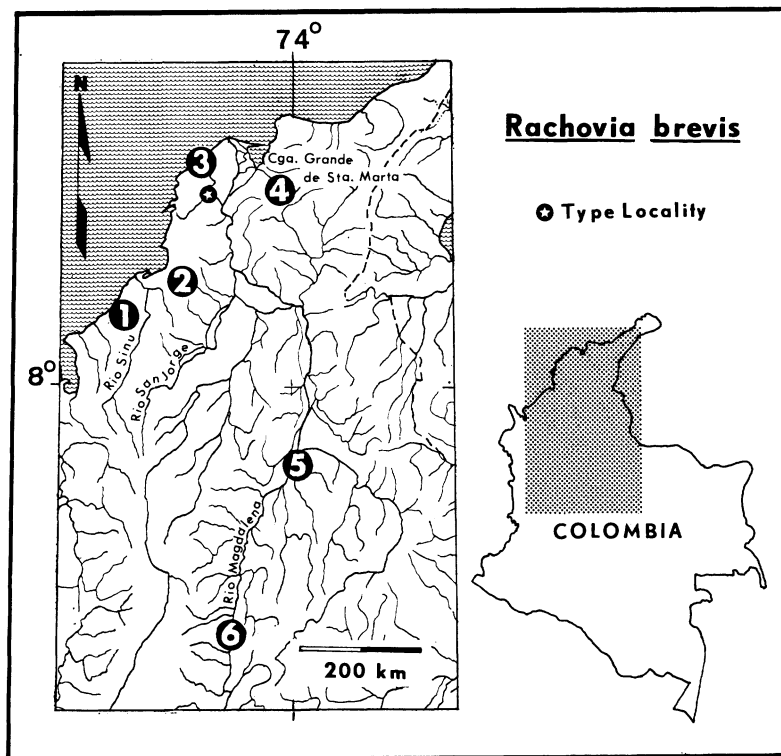 74°
N
Rachovia brevis
3
Cga. Grande
de Sta. Marta
4
Type Locality
2
1
Rio Sinu
Rio San Jorge
8°
5
COLOMBIA
Rio Magdalena
6
200 km